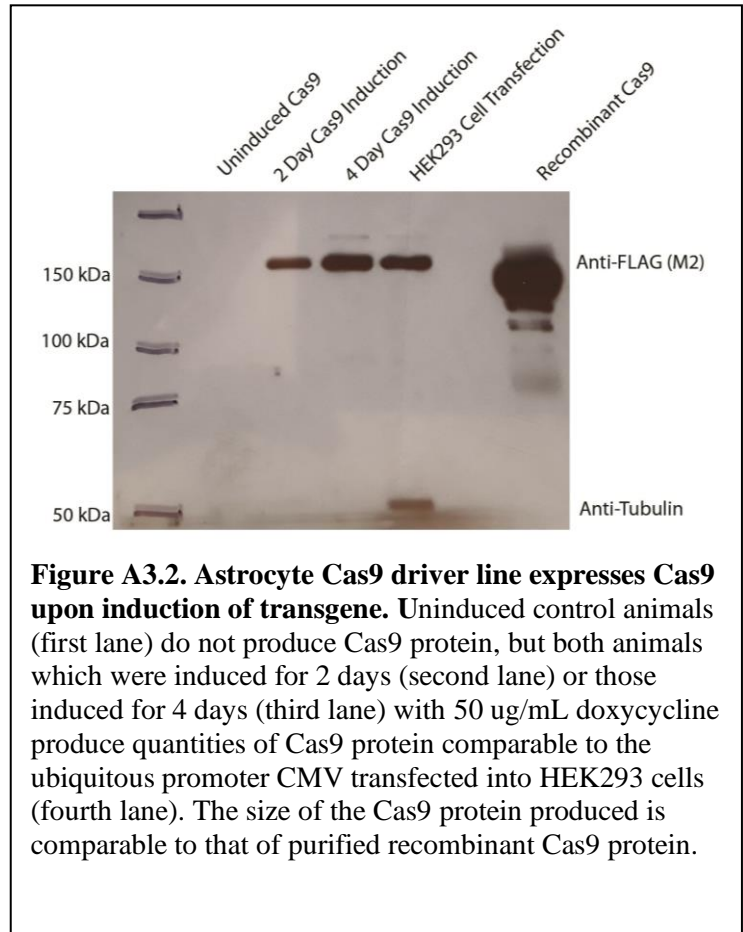 Uninduced Cas9
2 Day Cas9 Induction
4 Day Cas9 Induction
HEK293 Cell Transfection
Recombinant Cas9
150 kDa
Anti-FLAG (M2)
100 kDa
75 kDa
50 kDa
Anti-Tubulin
Figure A3.2. Astrocyte Cas9 driver line expresses Cas9
upon induction of transgene. Uninduced control animals
(first lane) do not produce Cas9 protein, but both animals
which were induced for 2 days (second lane) or those
induced for 4 days (third lane) with 50 ug/mL doxycycline
produce quantities of Cas9 protein comparable to the
ubiquitous promoter CMV transfected into HEK293 cells
(fourth lane). The size of the Cas9 protein produced is
comparable to that of purified recombinant Cas9 protein.